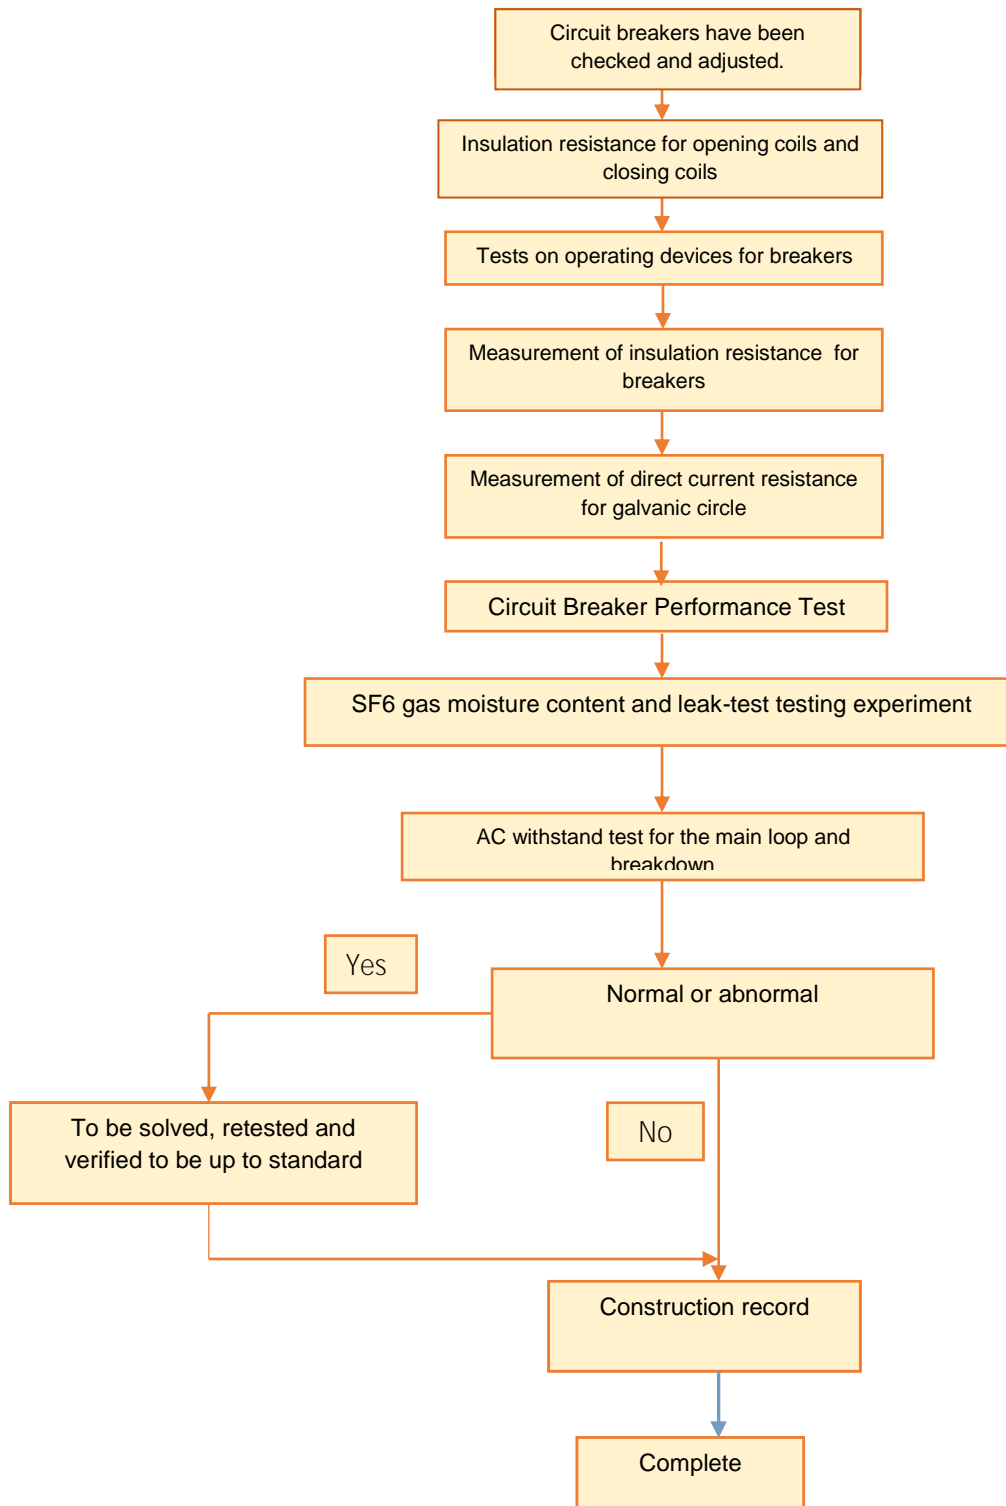 Circuit breakers have been
checked and adjusted.
Insulation resistance for opening coils and
closing coils
Tests on operating devices for breakers
Measurement of insulation resistance for
breakers
Measurement of direct current resistance
for galvanic circle
Circuit Breaker Performance Test
SF6 gas moisture content and leak-test testing experiment
AC withstand test for the main loop and
breakdown
Yes
Normal or abnormal
To be solved, retested and
verified to be up to standard
No
Construction record
Complete